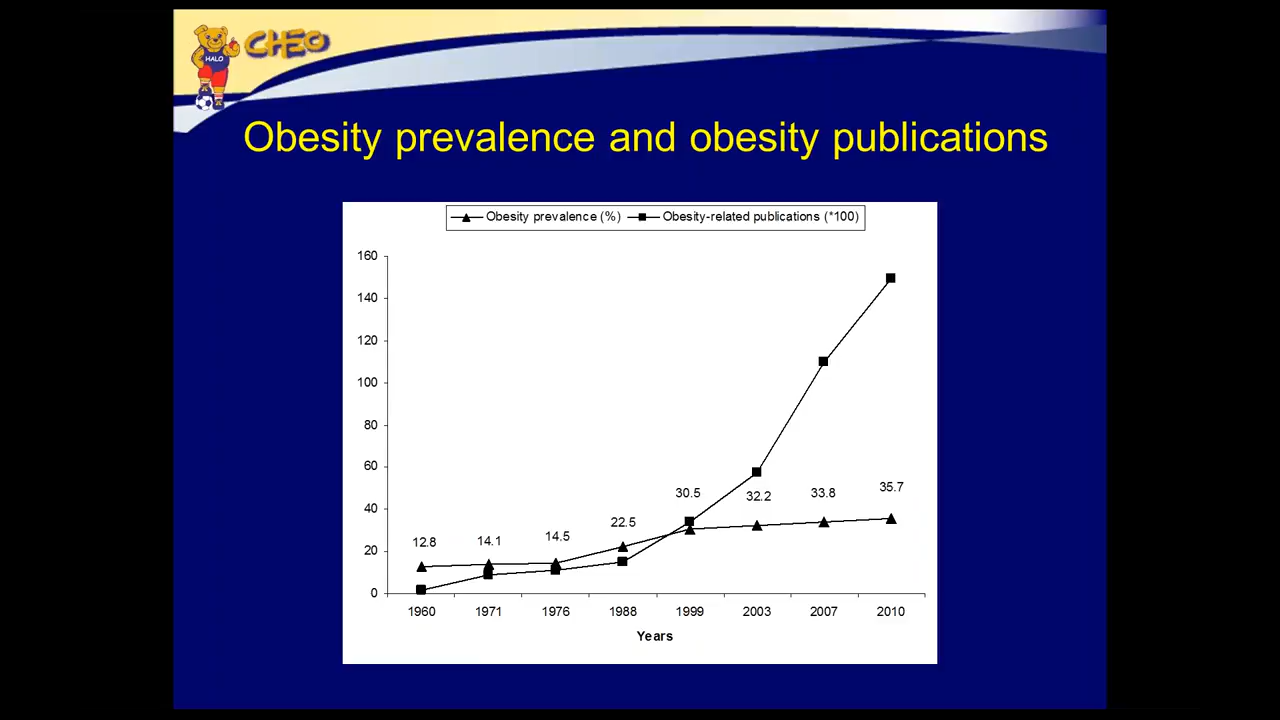 CHEO
HALO
Obesity prevalence and obesity publications
Obesity prevalence (%) Obesity-related publications (*100)
160
140
120
100
80
60
40
20
0
12.8 14.1 14.5 22.5 30.5 32.2 33.8 35.7
1960 1971 1976 1988 1999 2003 2007 2010
Years